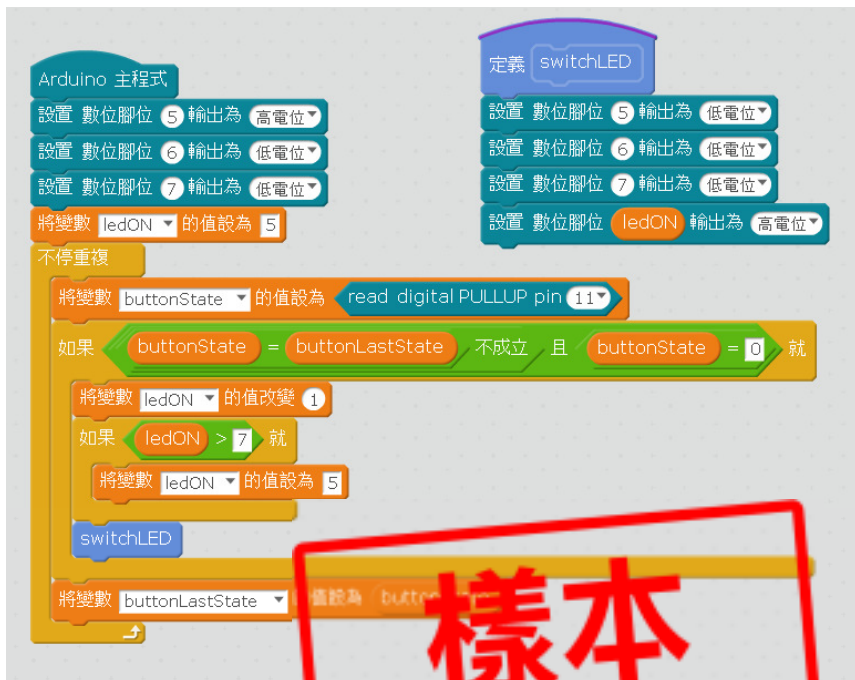 Arduino 主程式
設置 數位腳位 5 輸出為 高電位
設置 數位腳位 6 輸出為 低電位
設置 數位腳位 7 輸出為 低電位
將變數 ledON 的值設為 5
不停重複
將變數 buttonState 的值設為 read digital PULLUP pin 11
如果 buttonState = buttonLastState 不成立 且 buttonState = 0 就
將變數 ledON 的值改變 1
如果 ledON > 7 就
將變數 ledON 的值設為 5
switchLED
將變數 buttonLastState 值設為
定義 switchLED
設置 數位腳位 5 輸出為 低電位
設置 數位腳位 6 輸出為 低電位
設置 數位腳位 7 輸出為 低電位
設置 數位腳位 ledON 輸出為 高電位
樣本